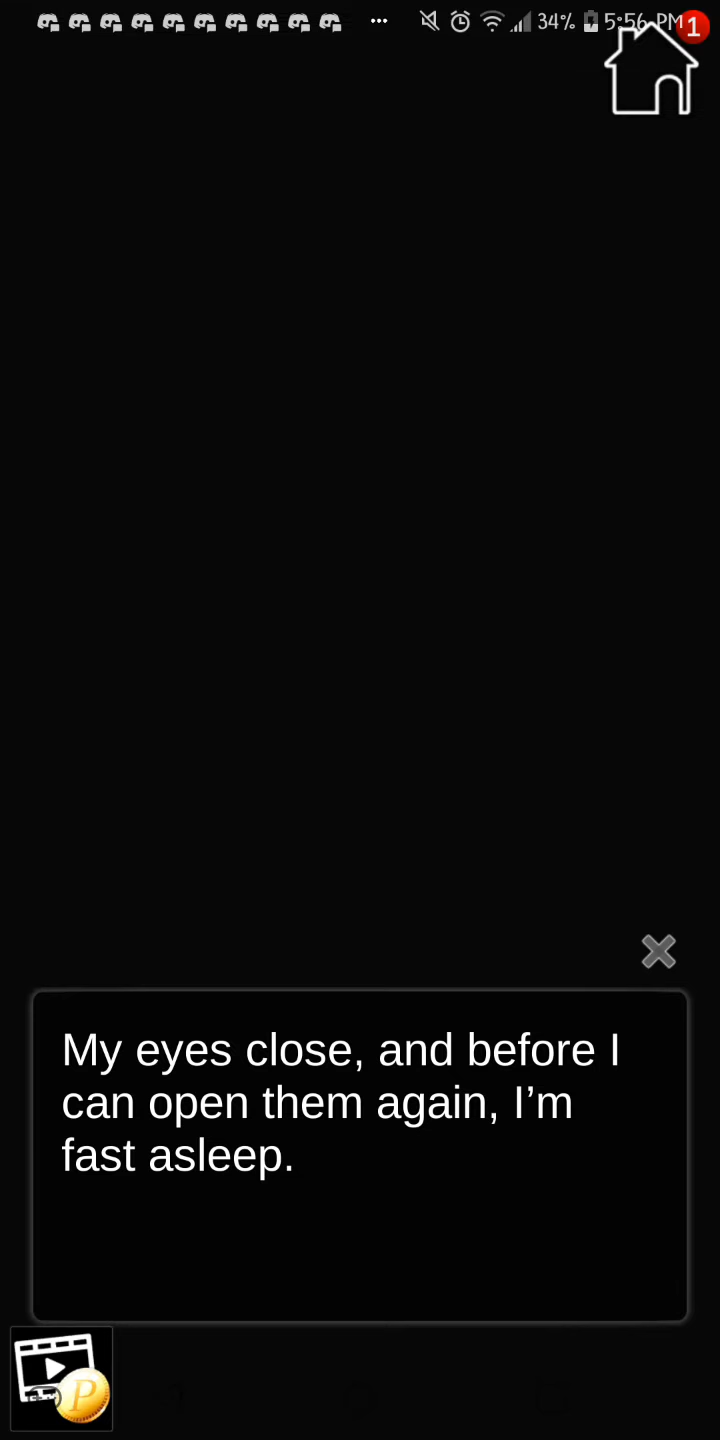 34% 5:56 PM
1
My eyes close, and before I
can open them again, I’m
fast asleep.
P